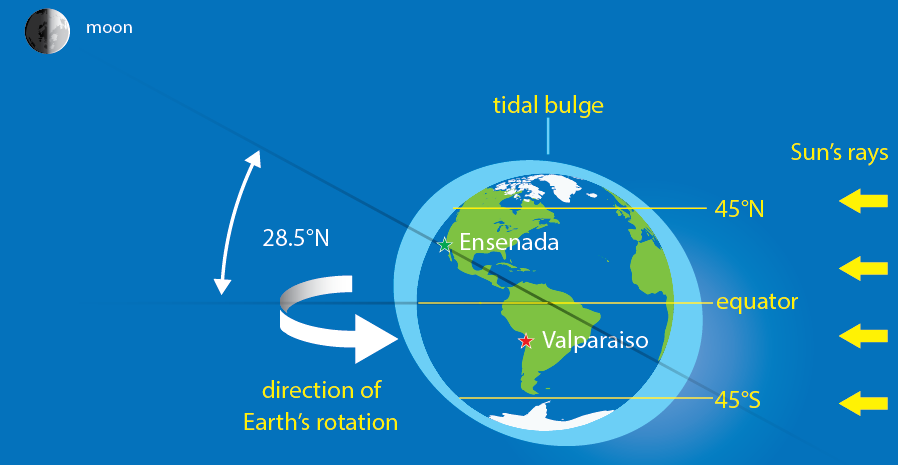 moon
tidal bulge
Sun's rays
45°N
28.5°N
Ensenada
equator
Valparaiso
direction of
Earth's rotation
45°S